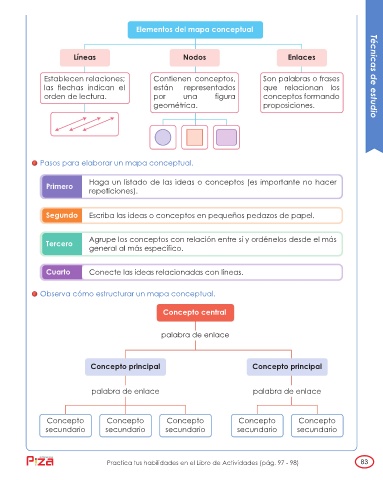 Elementos del mapa conceptual
Técnicas de estudio
Líneas
Nodos
Enlaces
Establecen relaciones;
las flechas indican el
orden de lectura.
Contienen conceptos,
están representados
por una figura
geométrica.
Son palabras o frases
que relacionan los
conceptos formando
proposiciones.
Pasos para elaborar un mapa conceptual.
Primero
Haga un listado de las ideas o conceptos (es importante no hacer
repeticiones).
Segundo
Escriba las ideas o conceptos en pequeños pedazos de papel.
Tercero
Agrupe los conceptos con relación entre si y ordénelos desde el más
general al más específico.
Cuarto
Conecte las ideas relacionadas con líneas.
Observa cómo estructurar un mapa conceptual.
Concepto central
palabra de enlace
Concepto principal
Concepto principal
palabra de enlace
palabra de enlace
Concepto
secundario
Concepto
secundario
Concepto
secundario
Concepto
secundario
Concepto
secundario
Piza
Practica tus habilidades en el Libro de Actividades (pág. 97 - 98)
83